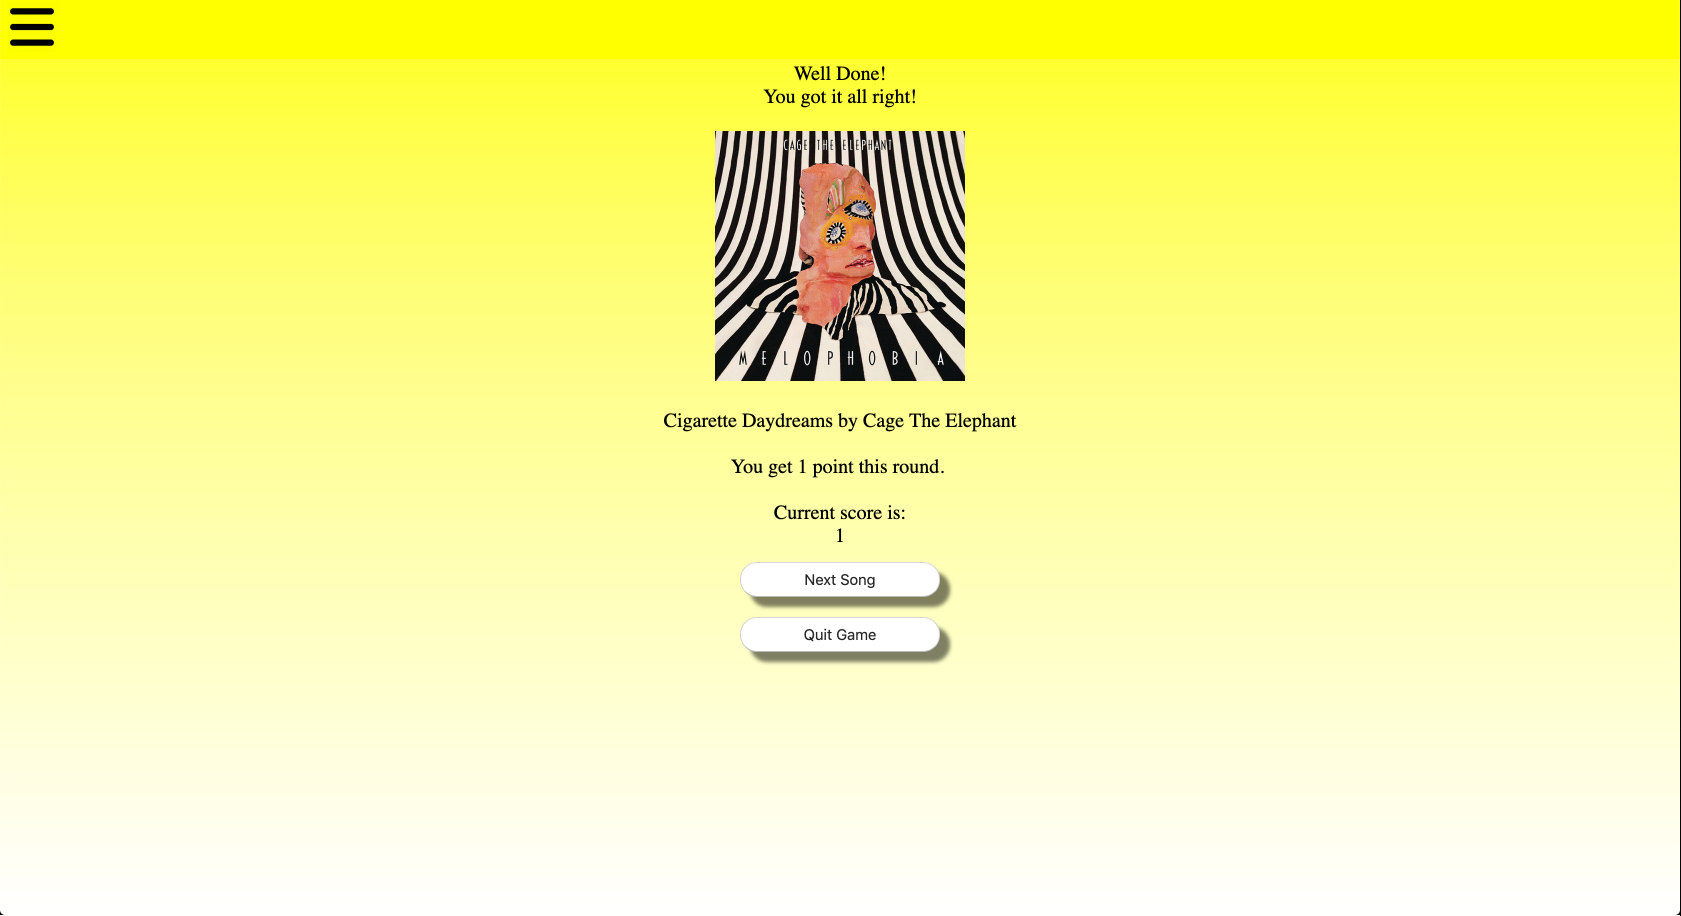 Well Done!
You got it all right!
CAGE THE ELEPHANT
MELOPHOBIA
Cigarette Daydreams by Cage The Elephant
You get 1 point this round.
Current score is:
1
Next Song
Quit Game